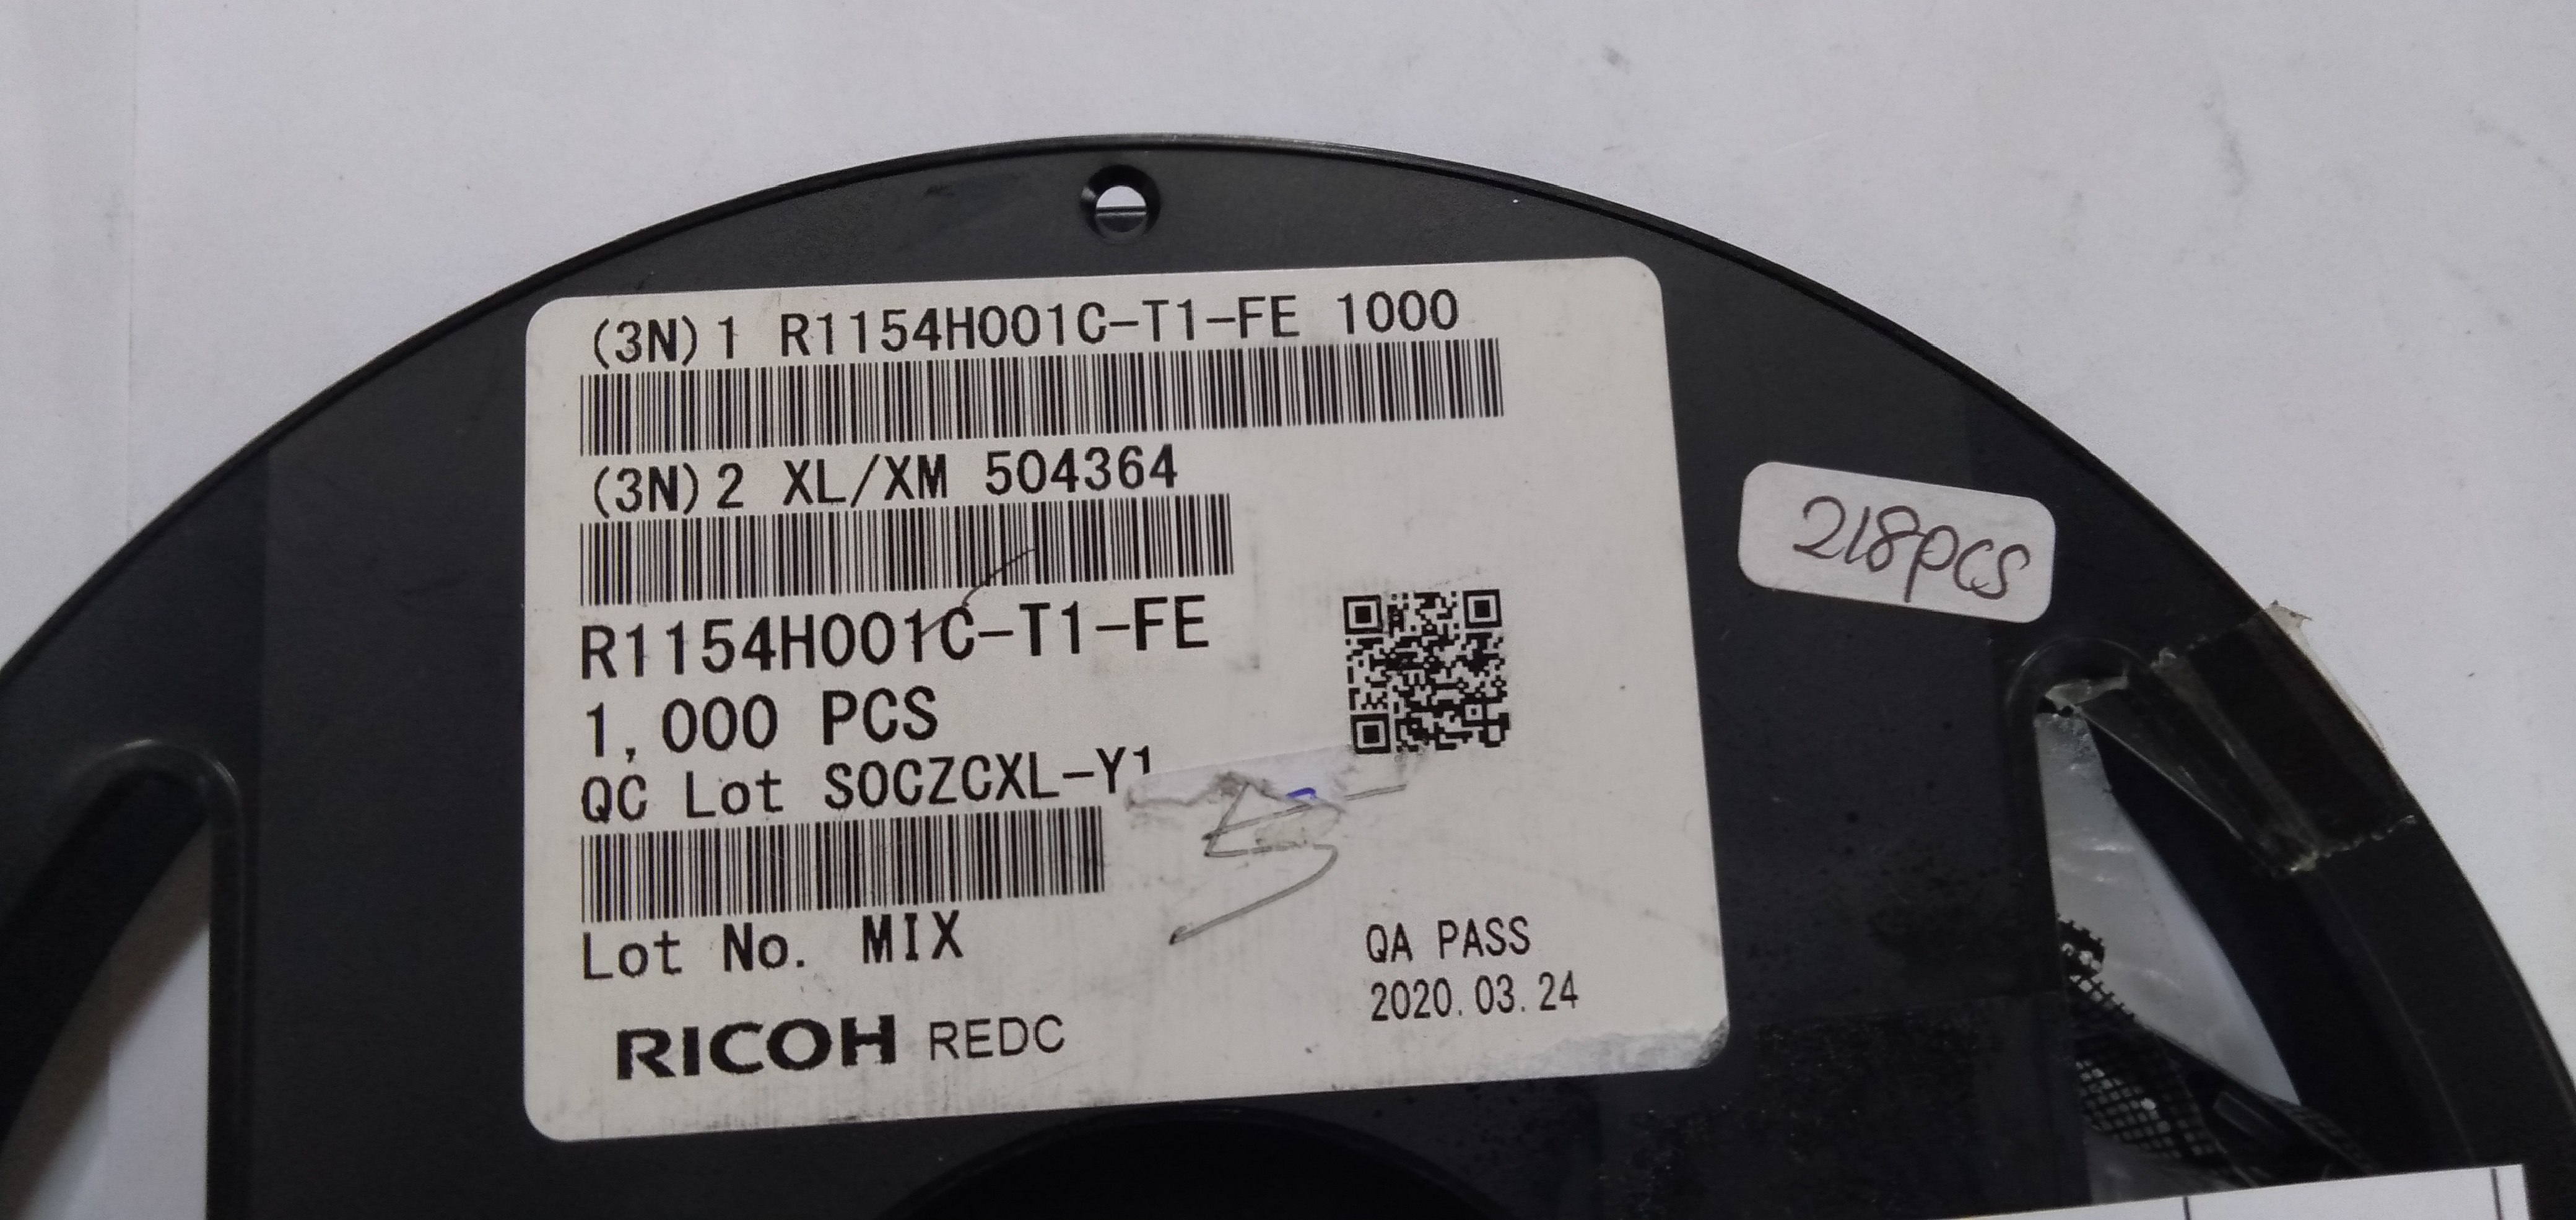 (3N)1 R1154H001C-T1-FE 1000
(3N)2 XL/XM 504364
R1154H001C-T1-FE
1,000 PCS
QC Lot S0CZCXL-Y1
Lot No. MIX
QA PASS
2020.03.24
RICOH REDC
218pcs